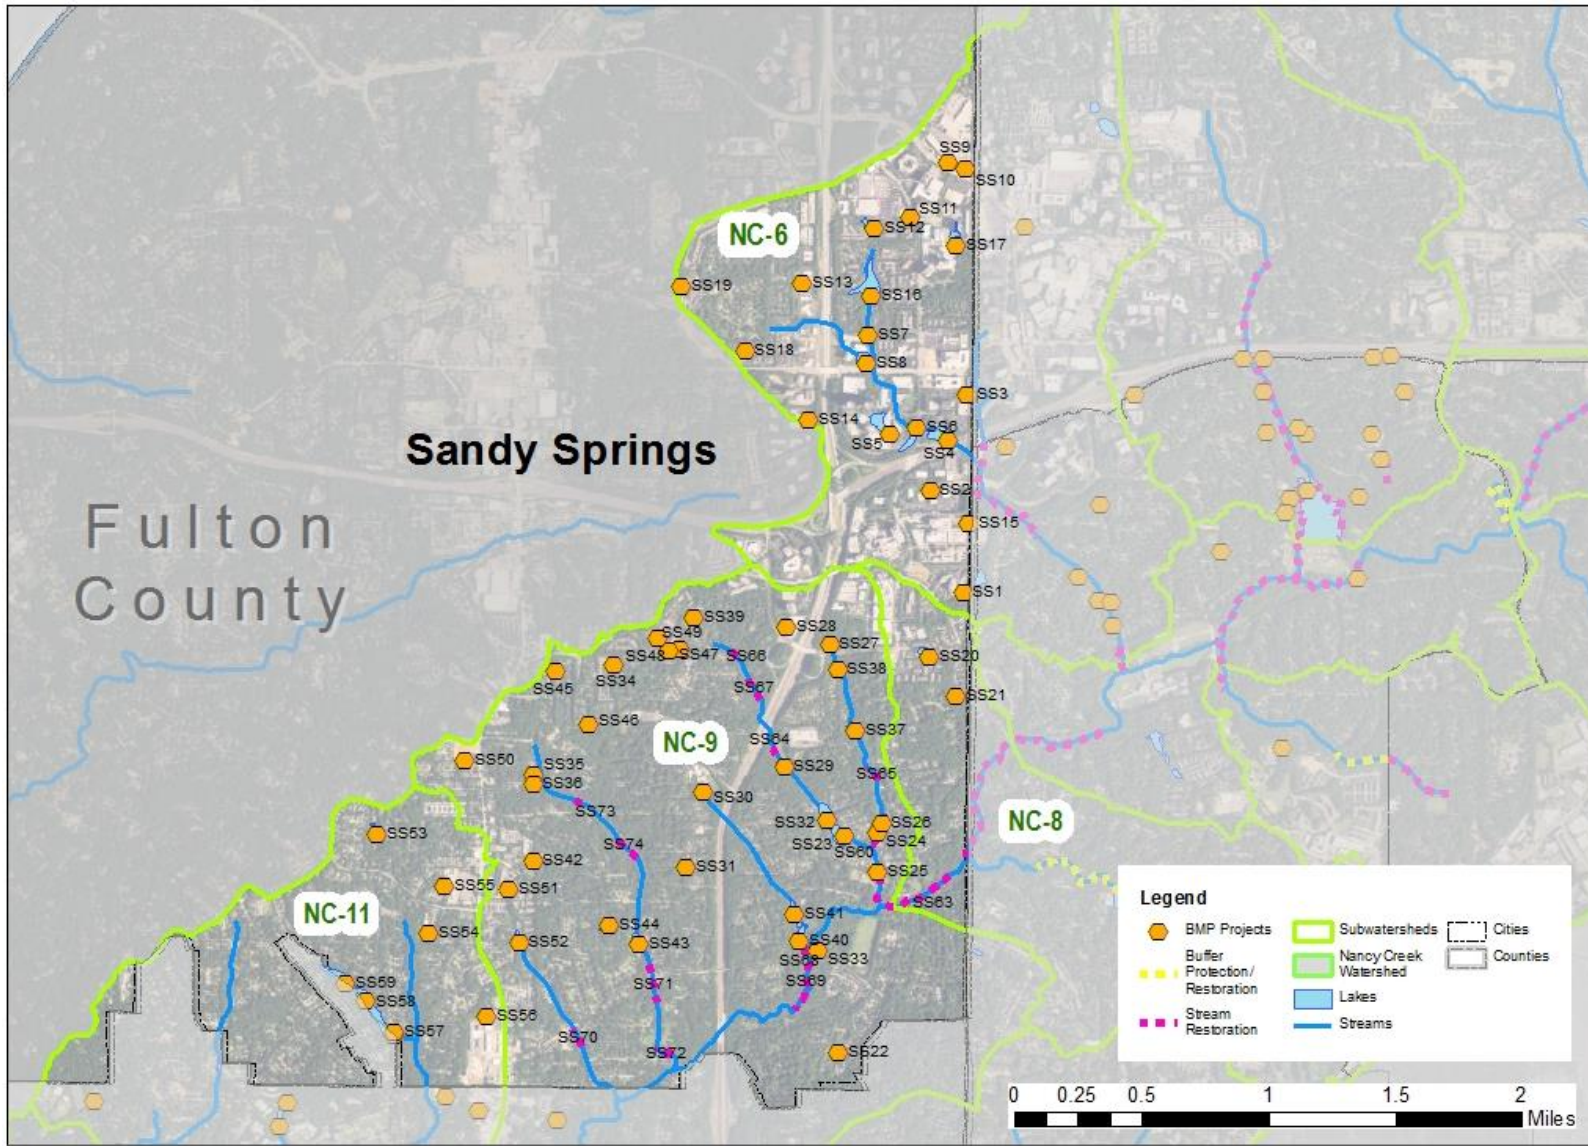 SS9
SS10
SS11
SS12
NC-6
SS17
SS13
SS19
SS16
SS7
SS18
SS8
SS3
SS14
SS6
SS5
SS4
Sandy Springs
SS2
Fulton
County
SS15
SS1
SS39
SS28
SS49
SS27
SS48
SS47
SS66
SS20
SS34
SS38
SS45
SS67
SS21
SS46
SS37
NC-9
SS64
SS50
SS29
SS35
SS65
SS36
SS30
SS73
SS32
SS26
NC-8
SS53
SS23
SS24
SS74
SS60
SS42
SS31
SS25
SS55
SS51
SS63
NC-11
SS41
SS44
SS54
SS52
SS43
SS40
SS68
SS33
SS59
SS71
SS69
SS58
SS56
SS57
SS70
SS72
SS22
Legend
BMP Projects
Buffer
Protection/
Restoration
Stream
Restoration
Subwatersheds
Nancy Creek
Watershed
Lakes
Streams
Cities
Counties
0 0.25 0.5 1 1.5 2
Miles